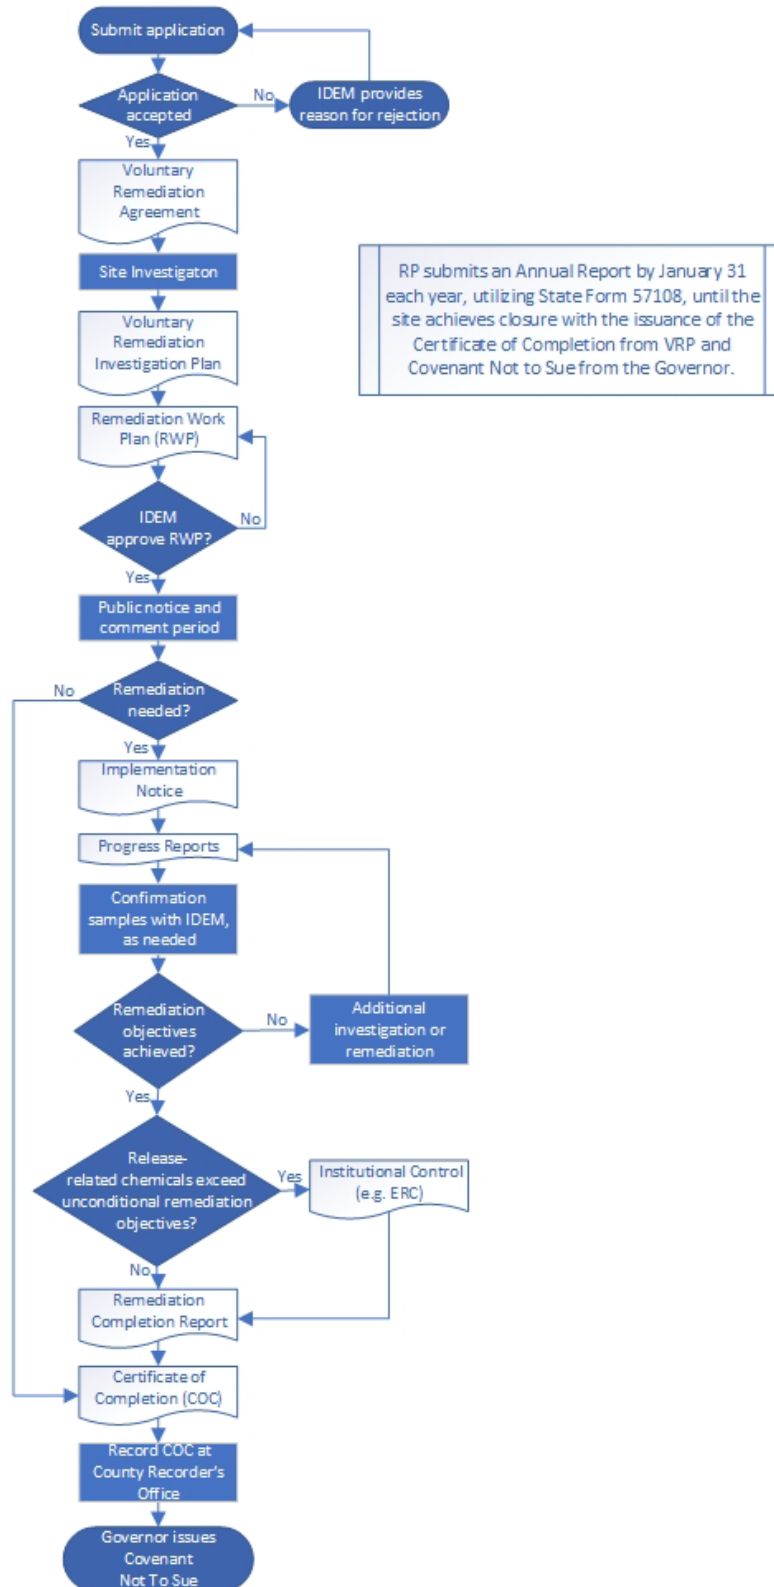 Submit application
Application
accepted
No
IDEM provides
reason for rejection
Yes
Voluntary
Remediation
Agreement
Site Investigaton
RP submits an Annual Report by January 31
each year, utilizing State Form 57108, until the
site achieves closure with the issuance of the
Certificate of Completion from VRP and
Covenant Not to Sue from the Governor.
Voluntary
Remediation
Investigation Plan
Remediation Work
Plan (RWP)
IDEM
approve RWP?
No
Yes
Public notice and
comment period
No
Remediation
needed?
Yes
Implementation
Notice
Progress Reports
Confirmation
samples with IDEM,
as needed
Remediation
objectives
achieved?
No
Additional
investigation or
remediation
Yes
Release-
related chemicals exceed
unconditional remediation
objectives?
Yes
Institutional Control
(e.g. ERC)
No
Remediation
Completion Report
Certificate of
Completion (COC)
Record COC at
County Recorder's
Office
Governor issues
Covenant
Not To Sue